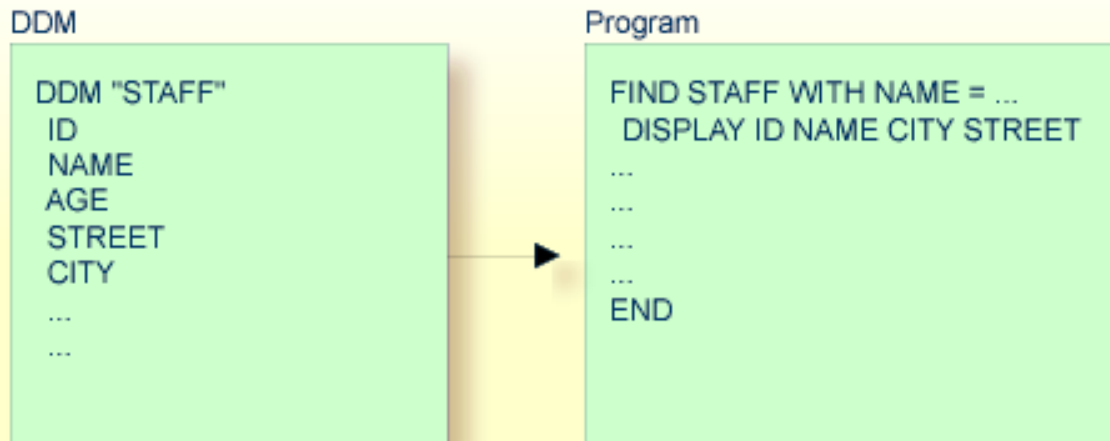 DDM
DDM "STAFF"
ID
NAME
AGE
STREET
CITY
...
...
Program
FIND STAFF WITH NAME = ...
DISPLAY ID NAME CITY STREET
...
...
...
...
END